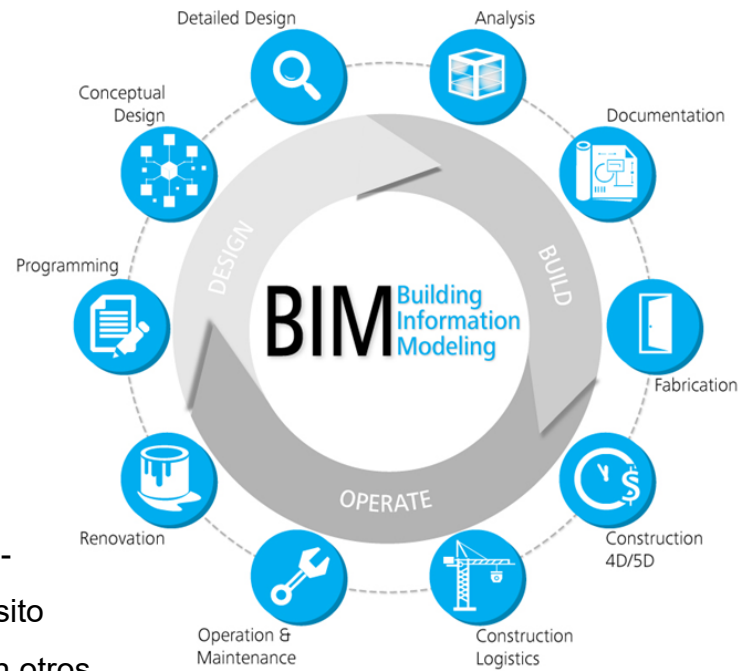 Detailed Design
Analysis
Conceptual
Design
Documentation
Programming
DESIGN
BUILD
BIM
Building
Information
Modeling
Fabrication
OPERATE
Renovation
Construction
4D/5D
Operation &
Maintenance
Construction
Logistics
$
-
sito
otros